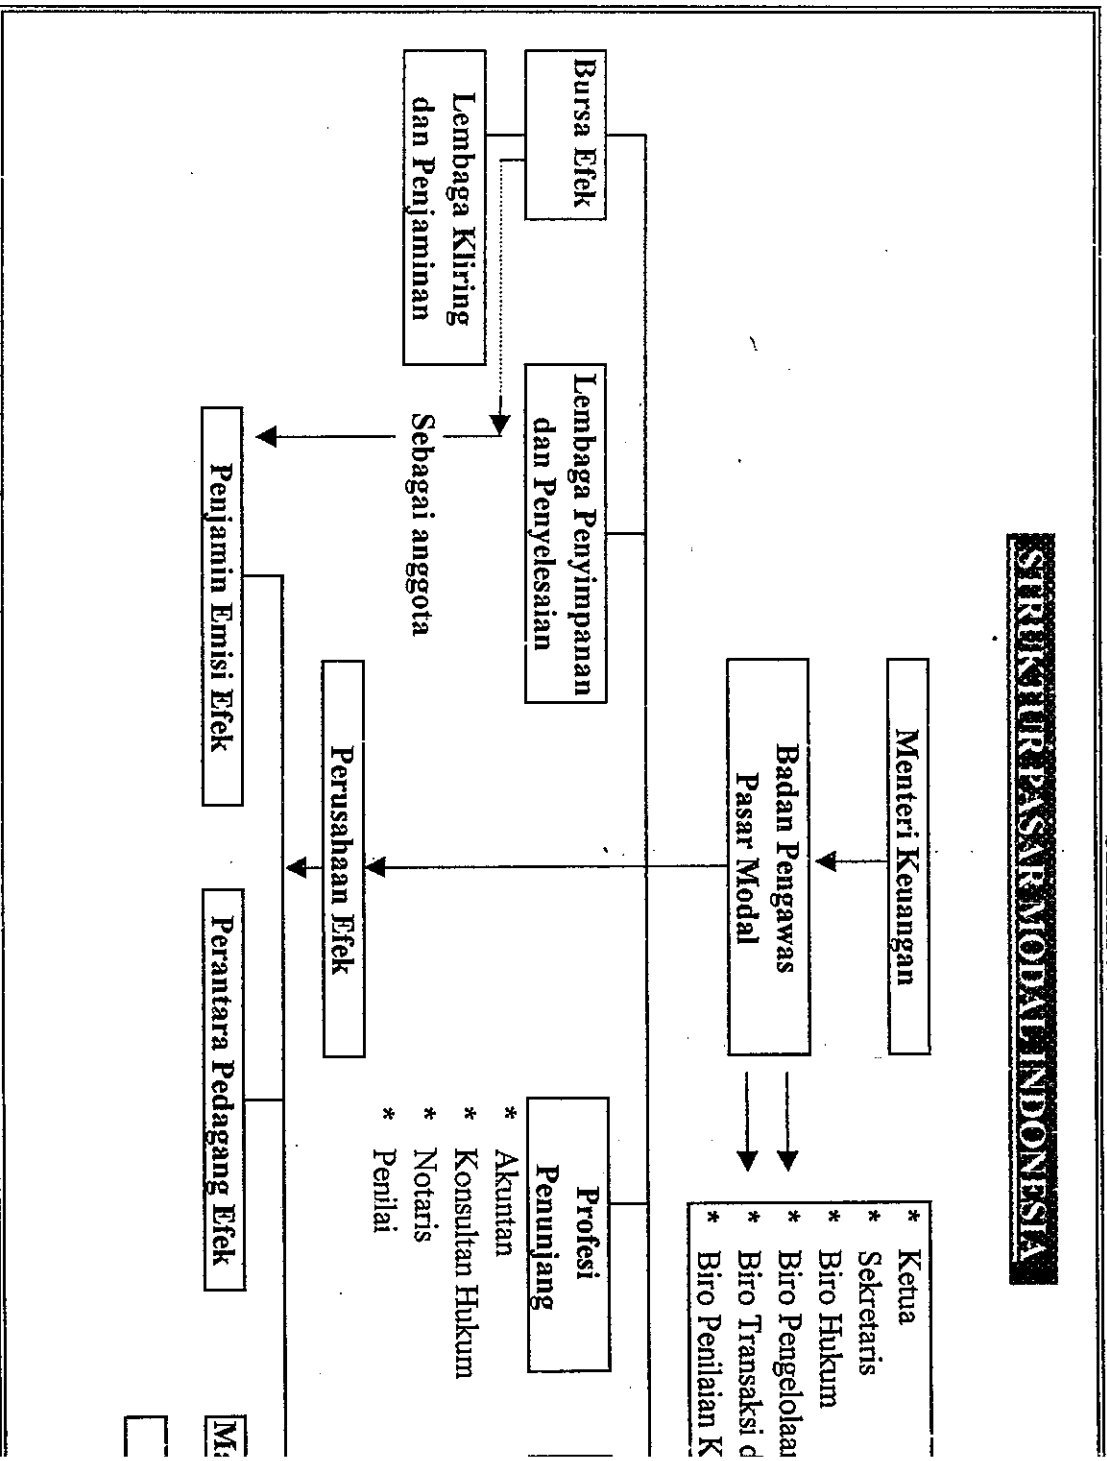 STRUKTUR PASAR MODAL INDONESIA
Menteri Keuangan
Badan Pengawas
Pasar Modal
* Ketua
* Sekretaris
* Biro Hukum
* Biro Pengelolaan
* Biro Transaksi d
* Biro Penilaian K
Bursa Efek
Lembaga Penyimpanan
dan Penyelesaian
Profesi
Penunjang
Lembaga Kliring
dan Penjaminan
Sebagai anggota
* Akuntan
* Konsultan Hukum
* Notaris
* Penilai
Perusahaan Efek
Penjamin Emisi Efek
Perantara Pedagang Efek
Ma